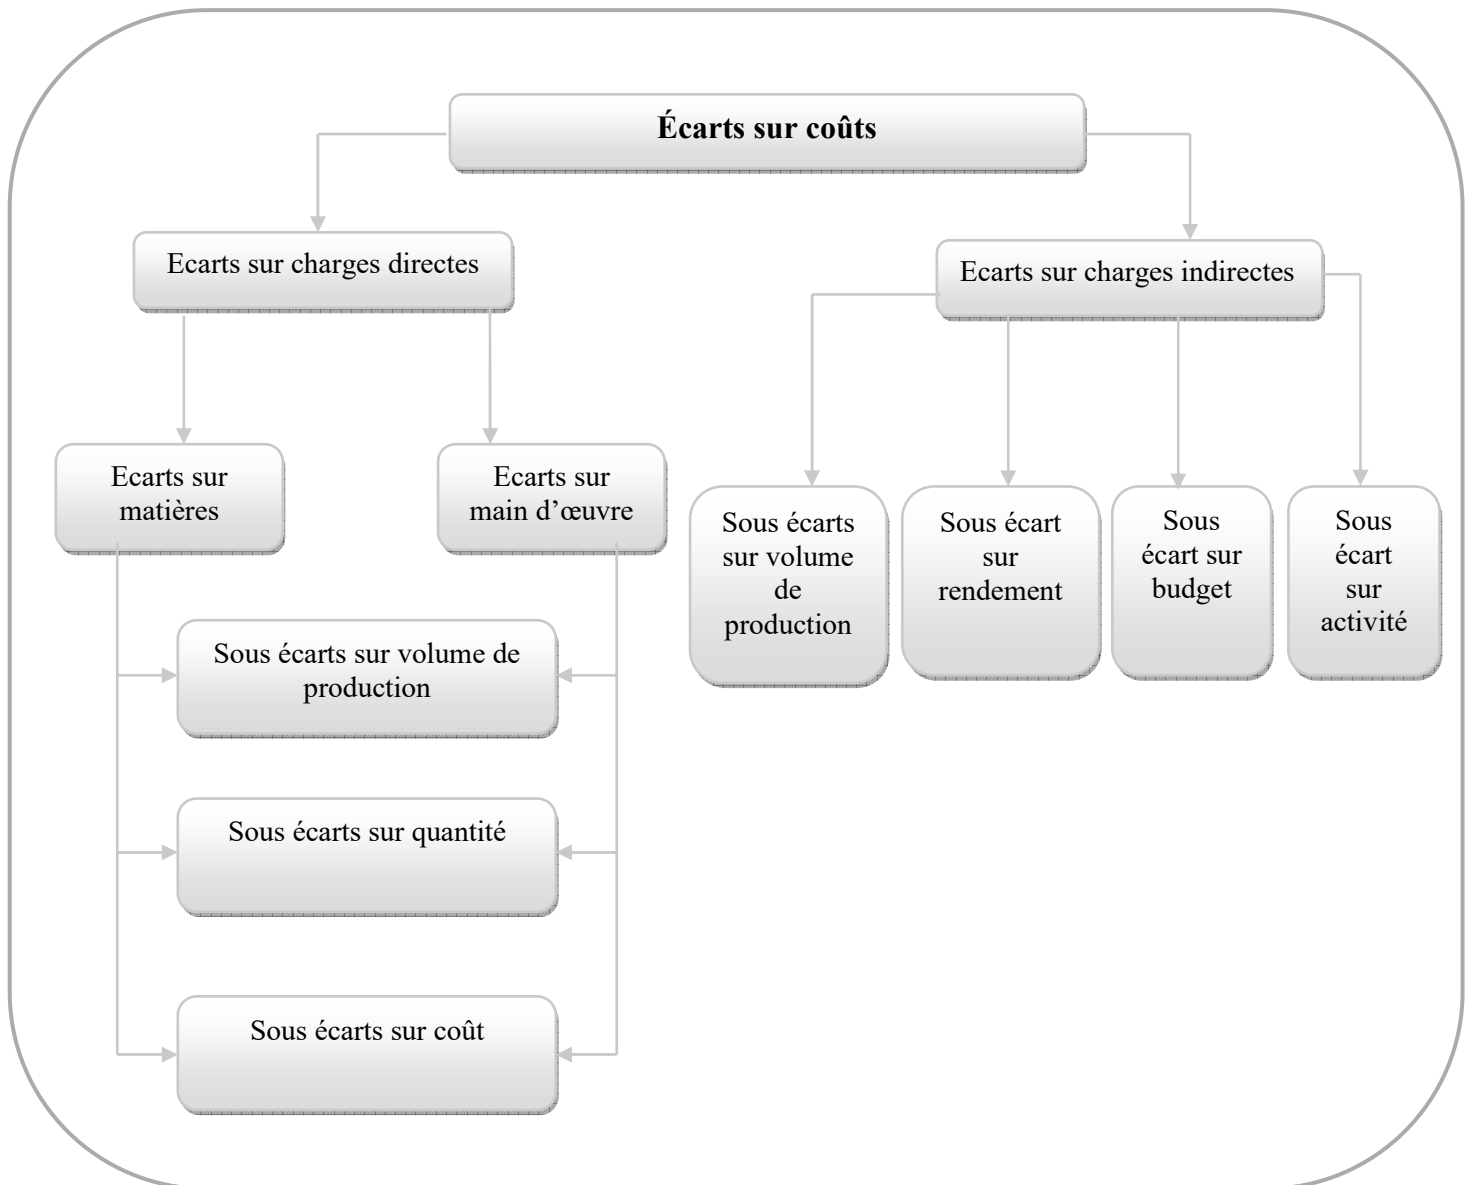 Écarts sur coûts
Ecarts sur charges directes
Ecarts sur charges indirectes
Ecarts sur
matières
Ecarts sur
main d’œuvre
Sous écarts
sur volume
de
production
Sous écart
sur
rendement
Sous
écart sur
budget
Sous
écart
sur
activité
Sous écarts sur volume de
production
Sous écarts sur quantité
Sous écarts sur coût